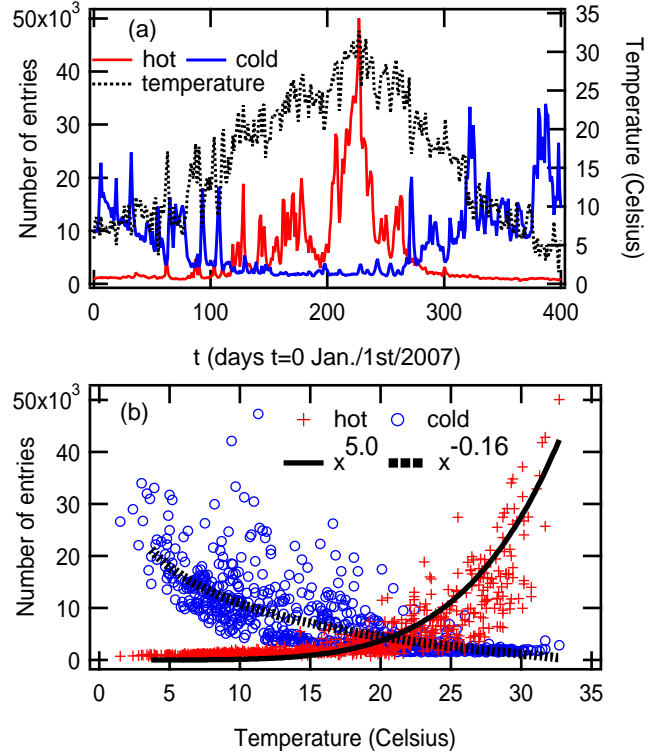 50x10³
40
30
20
10
0
Number of entries
(a)
hot cold
temperature
35
30
25
20
15
10
5
0
Temperature (Celsius)
0 100 200 300 400
t (days t=0 Jan./1st/2007)
50x10³
40
30
20
10
0
Number of entries
(b)
hot cold
x^5.0 x^-0.16
0 5 10 15 20 25 30 35
Temperature (Celsius)